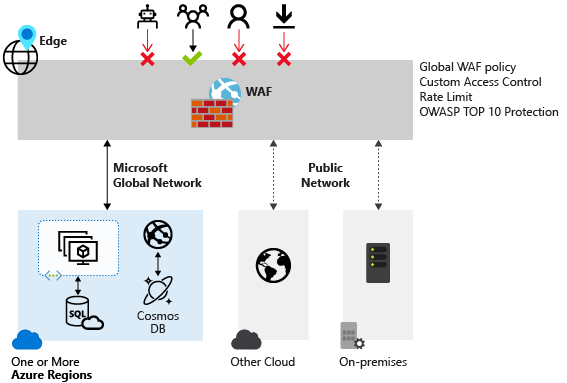 Edge
WAF
Global WAF policy
Custom Access Control
Rate Limit
OWASP TOP 10 Protection
Microsoft
Global Network
Public
Network
SQL
Cosmos
DB
One or More
Azure Regions
Other Cloud
On-premises